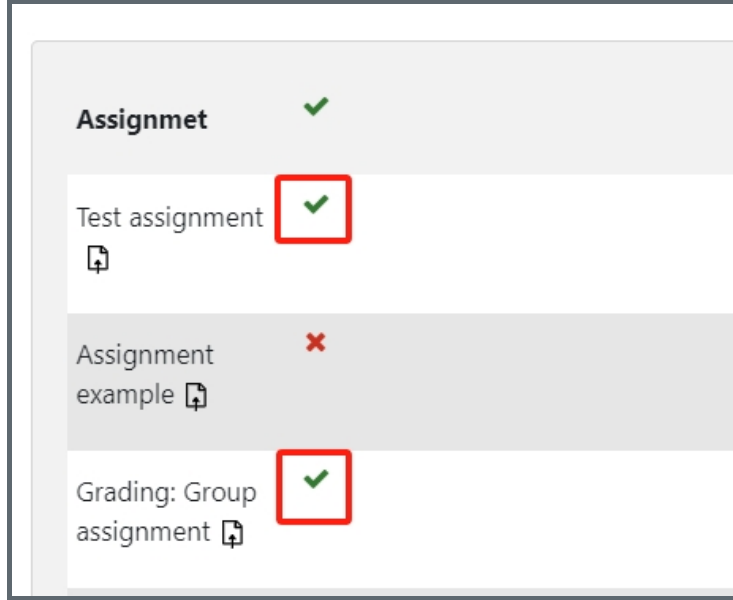 Assignmet
Test assignment
Assignment
example
Grading: Group
assignment